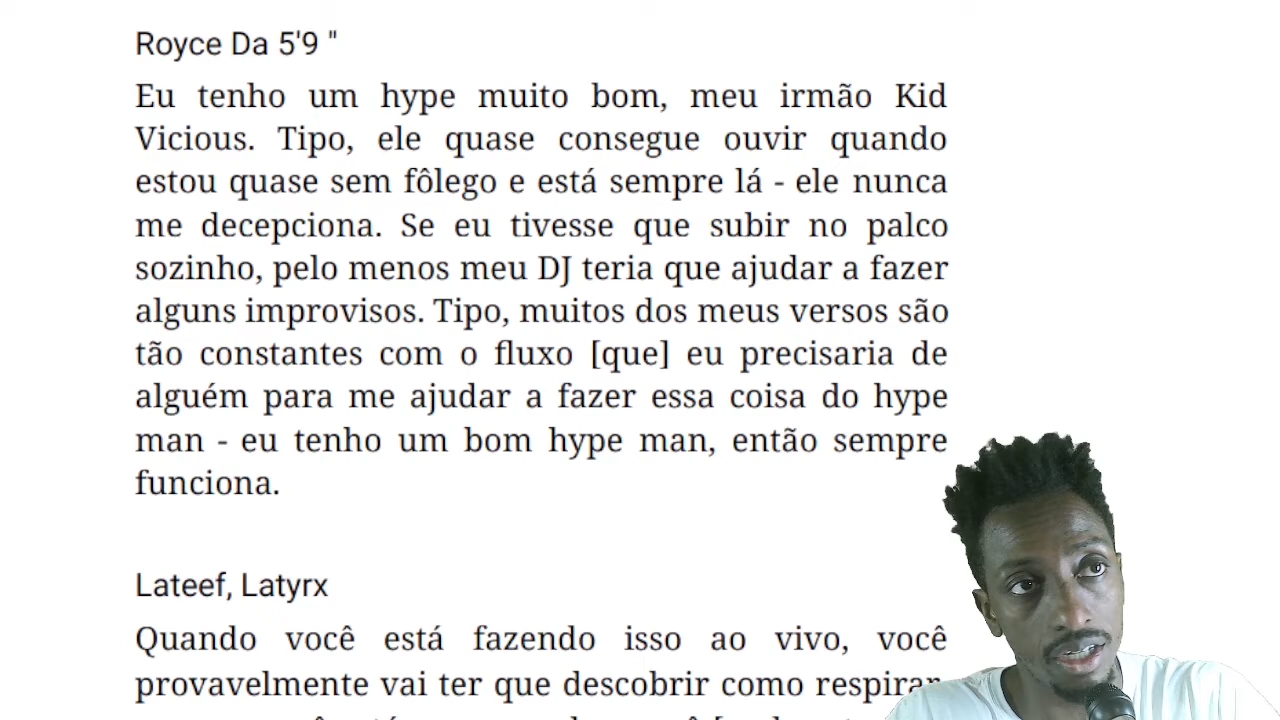 Royce Da 5'9 "
Eu tenho um hype muito bom, meu irmão Kid
Vicious. Tipo, ele quase consegue ouvir quando
estou quase sem fôlego e está sempre lá - ele nunca
me decepciona. Se eu tivesse que subir no palco
sozinho, pelo menos meu DJ teria que ajudar a fazer
alguns improvisos. Tipo, muitos dos meus versos são
tão constantes com o fluxo [que] eu precisaria de
alguém para me ajudar a fazer essa coisa do hype
man - eu tenho um bom hype man, então sempre
funciona.
Lateef, Latyrx
Quando você está fazendo isso ao vivo, você
provavelmente vai ter que descobrir como respirar